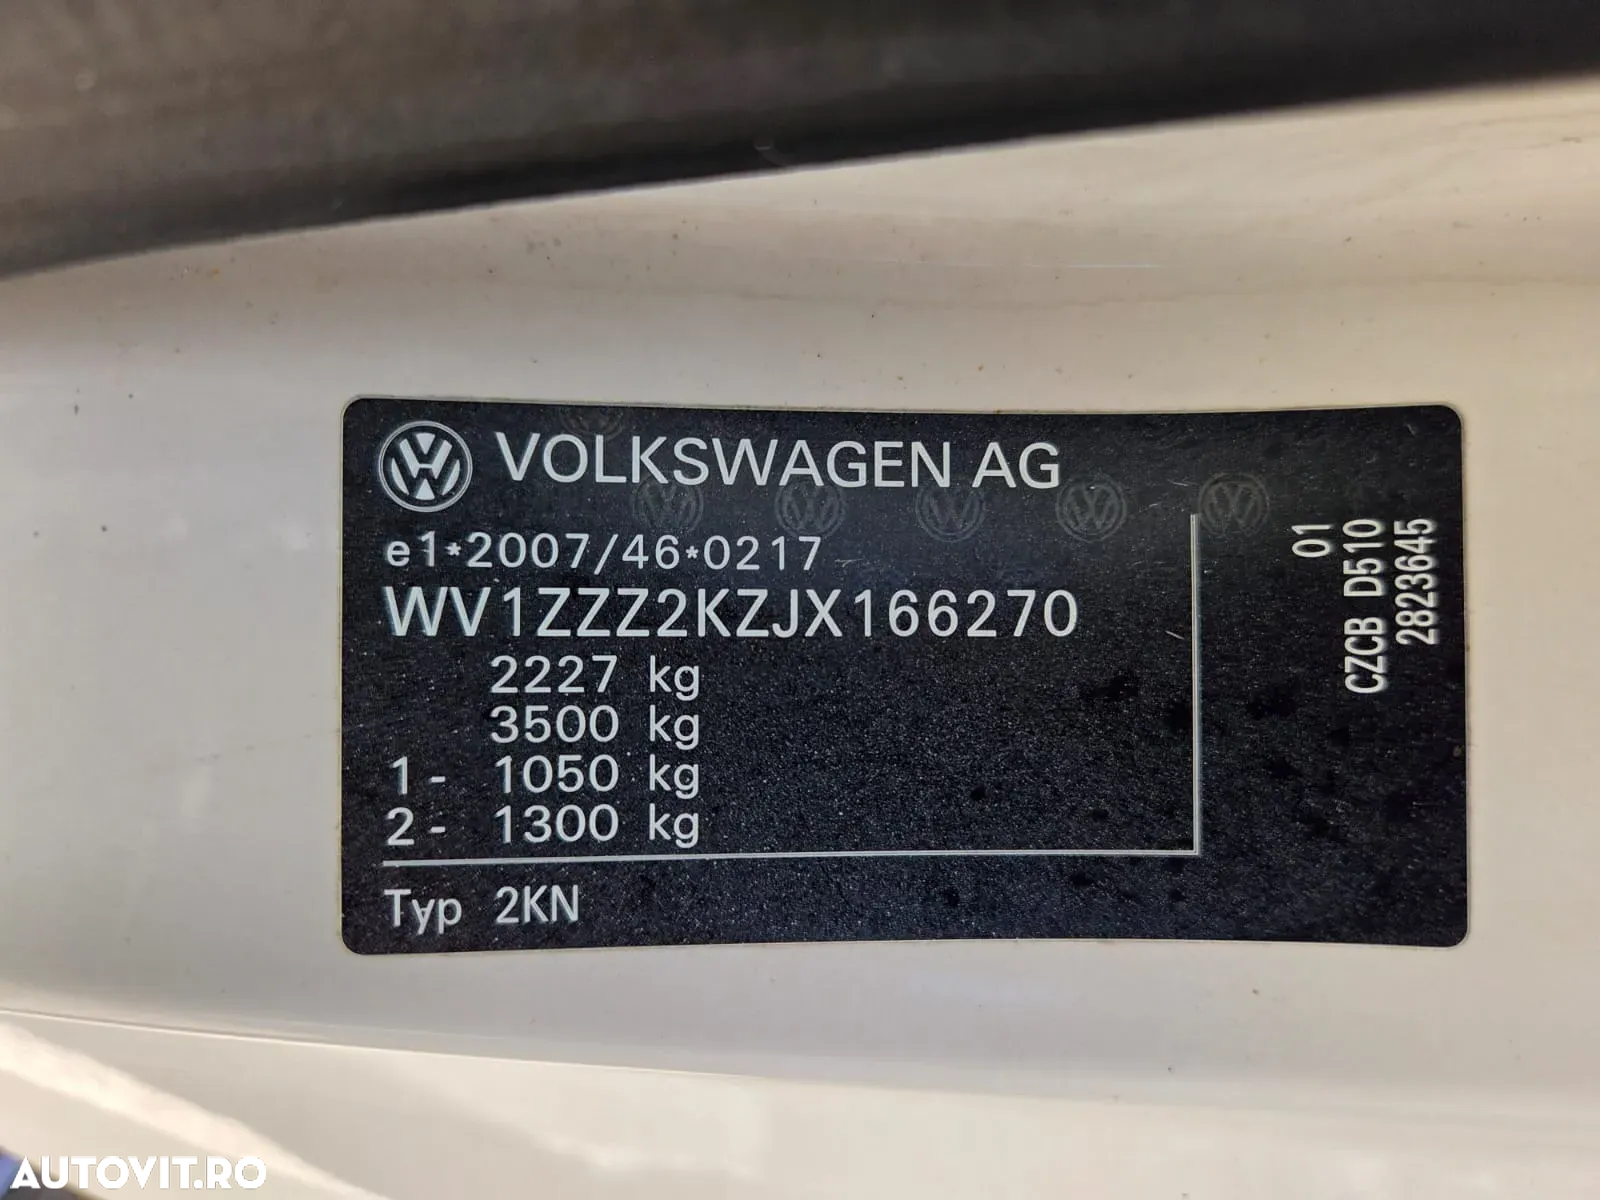 VOLKSWAGEN AG
e1*2007/46*0217
WV1ZZZ2KZJX166270
2227 kg
3500 kg
1- 1050 kg
2- 1300 kg
Typ 2KN
01
CZCB D510
2823645
AUTOVIT.RO